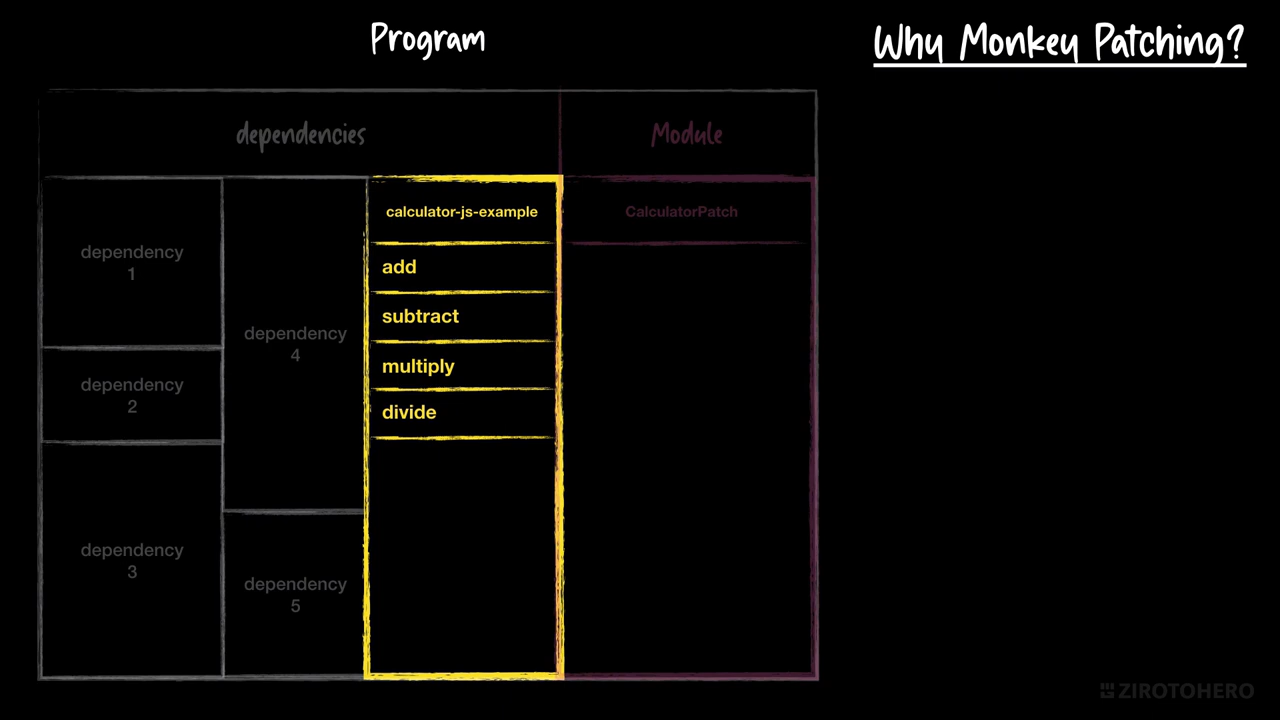 Program
Why Monkey Patching?
dependencies
Module
dependency
1
dependency
2
dependency
3
dependency
4
dependency
5
calculator-js-example
add
subtract
multiply
divide
CalculatorPatch
ZIROTOHERO